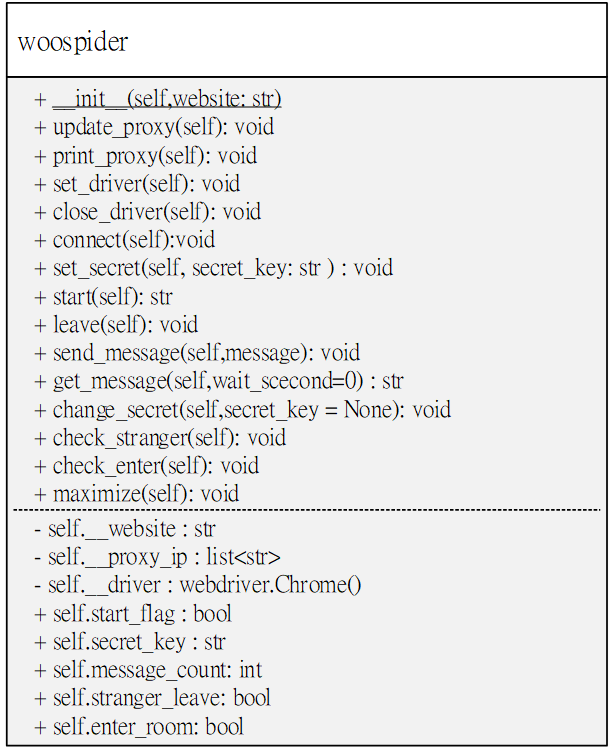 woospider
+ __init__(self,website: str)
+ update_proxy(self): void
+ print_proxy(self): void
+ set_driver(self): void
+ close_driver(self): void
+ connect(self):void
+ set_secret(self, secret_key: str ) : void
+ start(self): str
+ leave(self): void
+ send_message(self,message): void
+ get_message(self,wait_scecond=0) : str
+ change_secret(self,secret_key = None): void
+ check_stranger(self): void
+ check_enter(self): void
+ maximize(self): void
- self.__website : str
- self.__proxy_ip : list<str>
- self.__driver : webdriver.Chrome()
+ self.start_flag : bool
+ self.secret_key : str
+ self.message_count: int
+ self.stranger_leave: bool
+ self.enter_room: bool